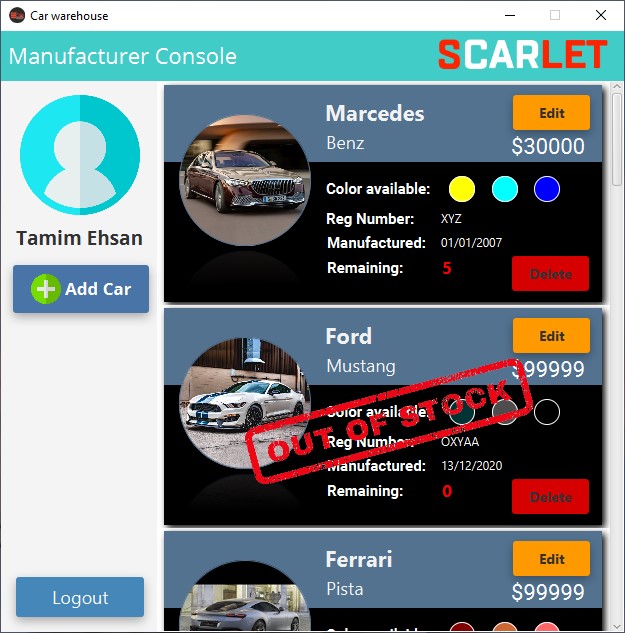 Car warehouse
Manufacturer Console
SCARLET
Tamim Ehsan
Add Car
Logout
Marcedes
Edit
Benz
$30000
Color available:
Reg Number:
XYZ
Manufactured:
01/01/2007
Remaining:
5
Delete
Ford
Edit
Mustang
$99999
Color available:
OUT OF STOCK
Reg Number:
OXYAA
Manufactured:
13/12/2020
Remaining:
0
Delete
Ferrari
Edit
Pista
$99999
Color available: